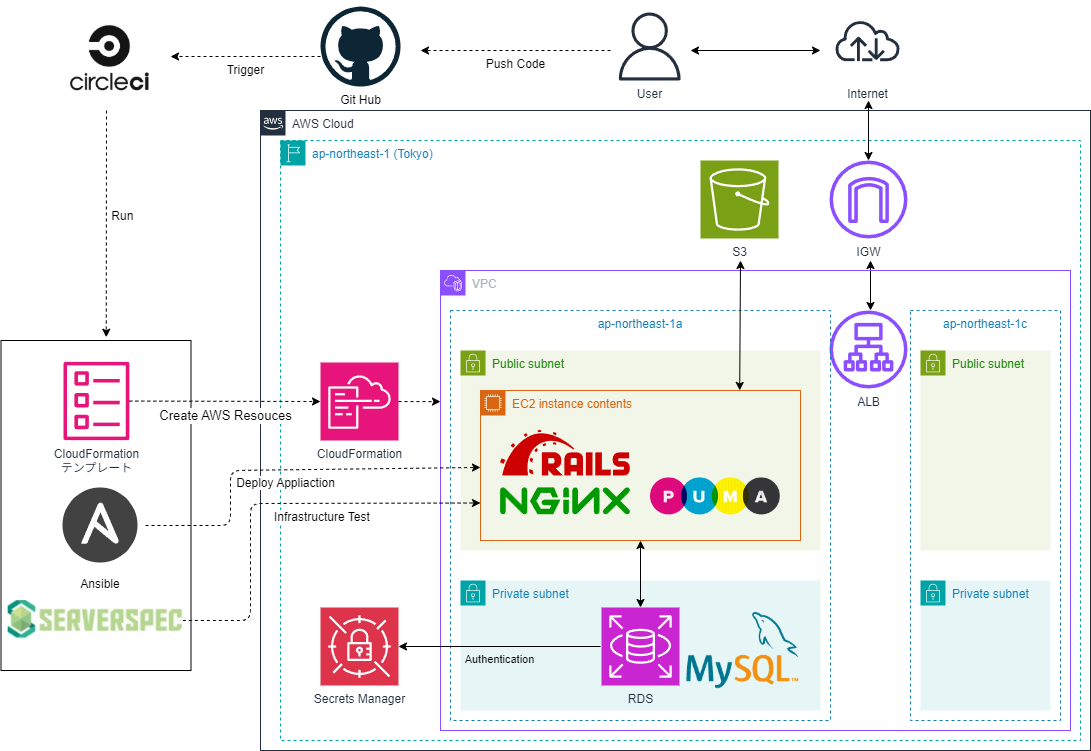 circleci
Trigger
Git Hub
Push Code
User
Internet
aws
AWS Cloud
ap-northeast-1 (Tokyo)
Run
S3
IGW
VPC
ap-northeast-1a
ap-northeast-1c
Public subnet
Public subnet
ALB
EC2 instance contents
Create AWS Resouces
CloudFormation
テンプレート
CloudFormation
RAILS
NGiNX
PUMA
Deploy Appliaction
Infrastructure Test
A
Ansible
SERVERSPEC
Private subnet
Private subnet
Authentication
MySQL™
Secrets Manager
RDS